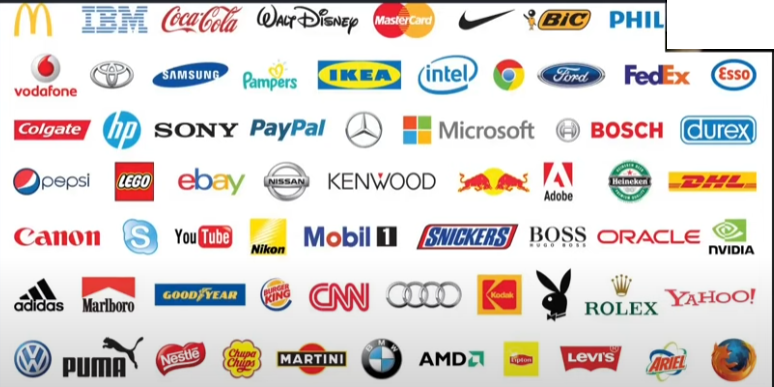 IBM Coca-Cola WALT DISNEY MasterCard BIC PHIL
vodafone SAMSUNG Pampers IKEA intel Ford FedEx Esso
Colgate hp SONY PayPal Microsoft BOSCH durex
pepsi LEGO ebay NISSAN KENWOOD Adobe Heineken DHL
Canon S YouTube Nikon Mobil 1 SNICKERS BOSS HUGO BOSS ORACLE NVIDIA
adidas Marlboro GOODYEAR BURGER KING CNN Kodak ROLEX YAHOO!
PUMA Nestlé Chupa Chups MARTINI BMW AMD Lipton LEVI'S ARIEL